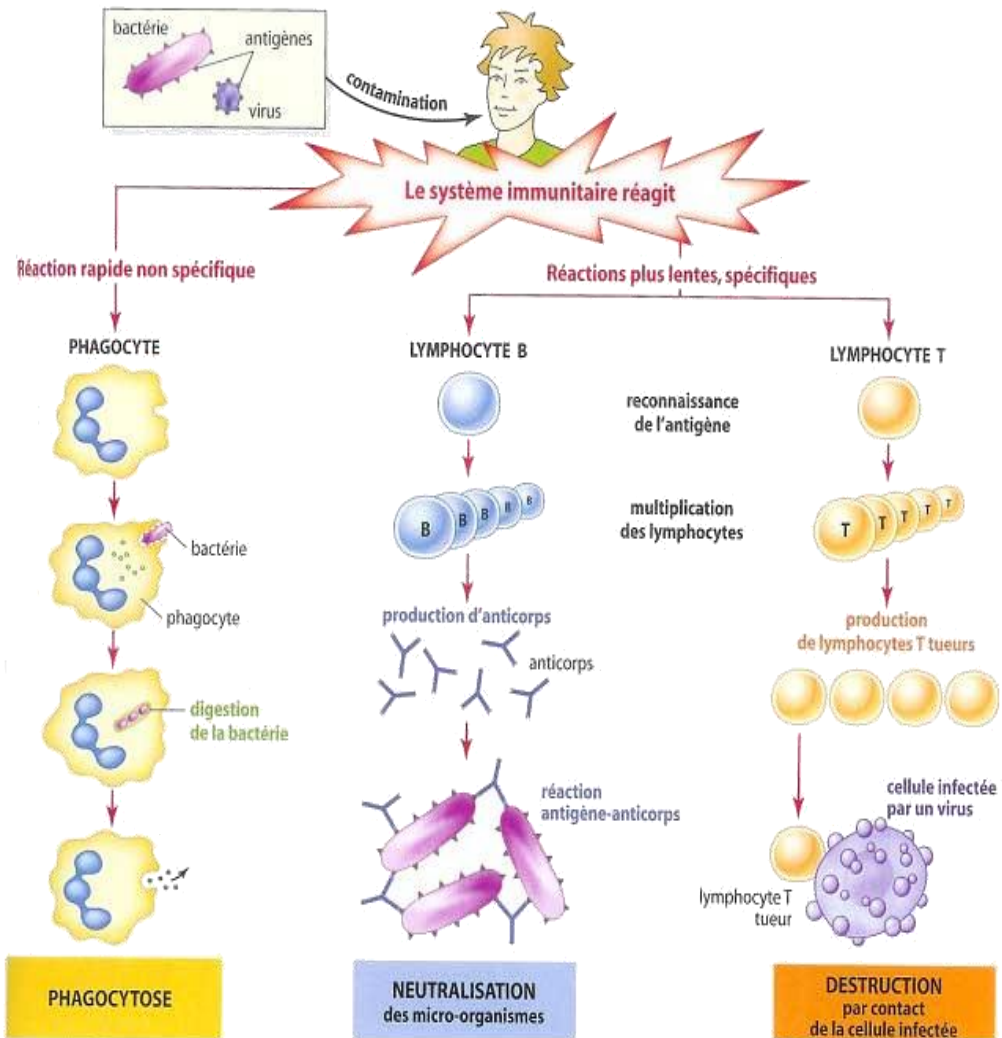 bactérie
antigènes
virus
contamination
Le système immunitaire réagit
Réaction rapide non spécifique
Réactions plus lentes, spécifiques
PHAGOCYTE
LYMPHOCYTE B
LYMPHOCYTE T
reconnaissance
de l'antigène
B B B B B
multiplication
des lymphocytes
T T T T T
bactérie
phagocyte
production d'anticorps
anticorps
production
de lymphocytes T tueurs
digestion
de la bactérie
réaction
antigène-anticorps
cellule infectée
par un virus
lymphocyte T
tueur
PHAGOCYTOSE
NEUTRALISATION
des micro-organismes
DESTRUCTION
par contact
de la cellule infectée